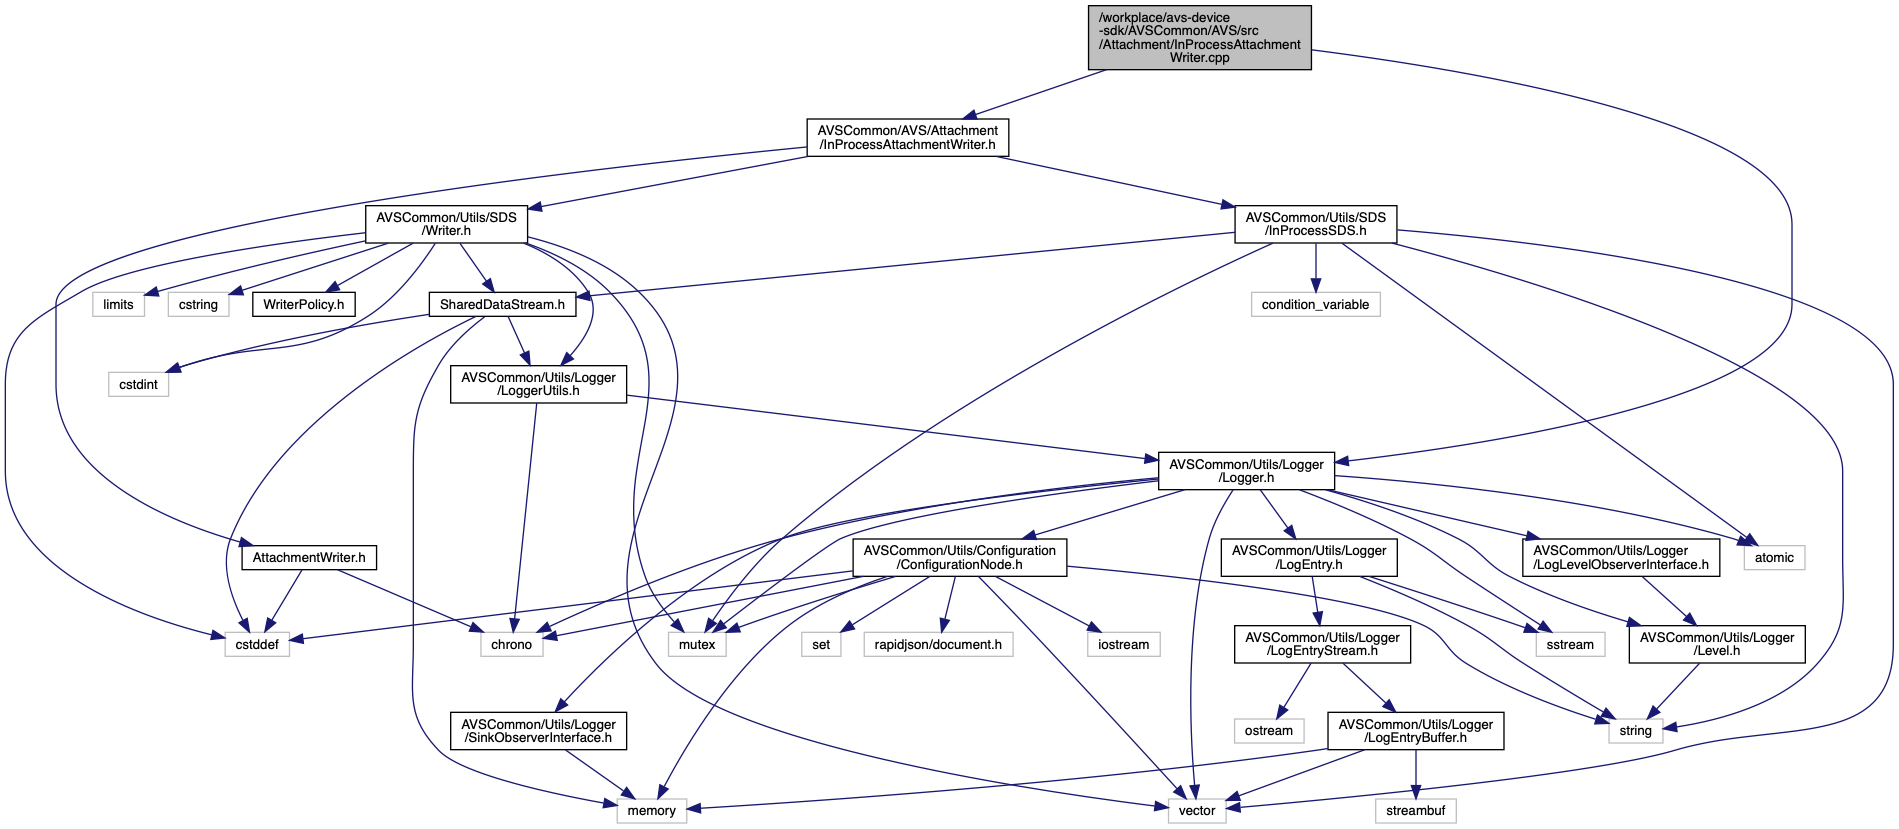 /workplace/avs-device
-sdk/AVSCommon/AVS/src
/Attachment/InProcessAttachment
Writer.cpp
AVSCommon/AVS/Attachment
/InProcessAttachmentWriter.h
AVSCommon/Utils/SDS
/Writer.h
AVSCommon/Utils/SDS
/InProcessSDS.h
limits
cstring
WriterPolicy.h
SharedDataStream.h
condition_variable
cstdint
AVSCommon/Utils/Logger
/LoggerUtils.h
AVSCommon/Utils/Logger
/Logger.h
AttachmentWriter.h
AVSCommon/Utils/Configuration
/ConfigurationNode.h
AVSCommon/Utils/Logger
/LogEntry.h
AVSCommon/Utils/Logger
/LogLevelObserverInterface.h
atomic
cstddef
chrono
mutex
set
rapidjson/document.h
iostream
AVSCommon/Utils/Logger
/LogEntryStream.h
sstream
AVSCommon/Utils/Logger
/Level.h
AVSCommon/Utils/Logger
/SinkObserverInterface.h
ostream
AVSCommon/Utils/Logger
/LogEntryBuffer.h
string
memory
vector
streambuf